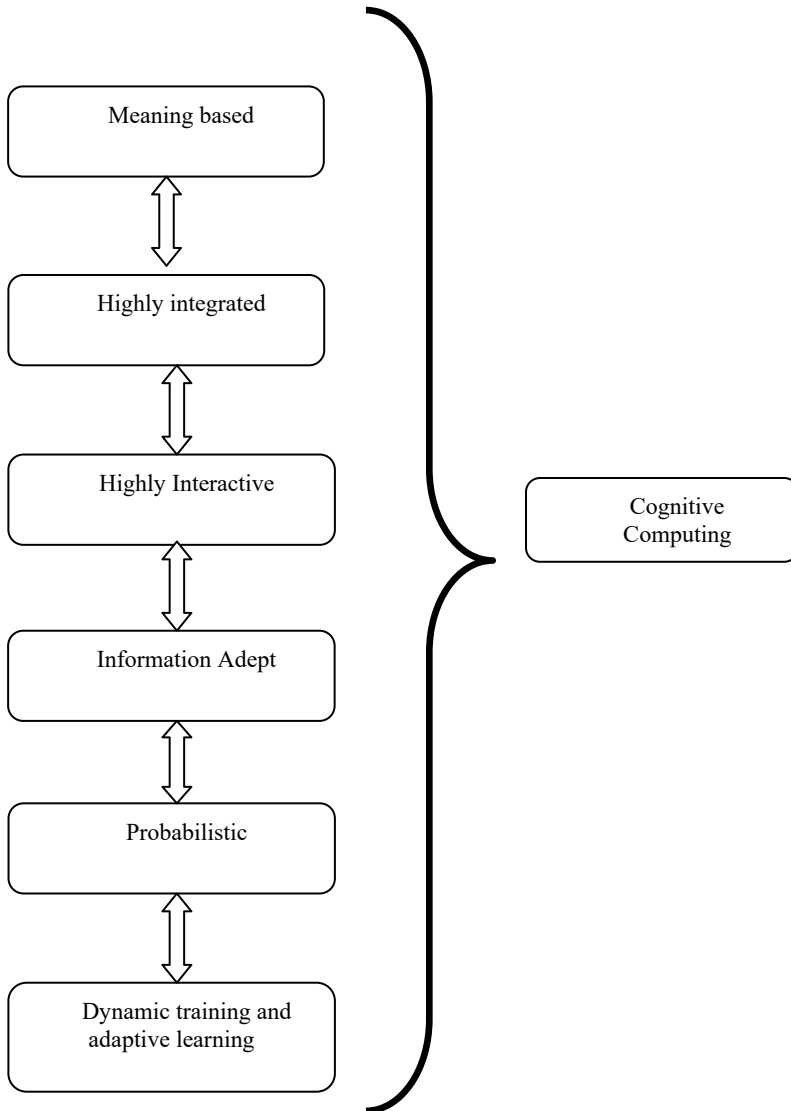 Meaning based
Highly integrated
Highly Interactive
Information Adept
Probabilistic
Dynamic training and
adaptive learning
Cognitive
Computing